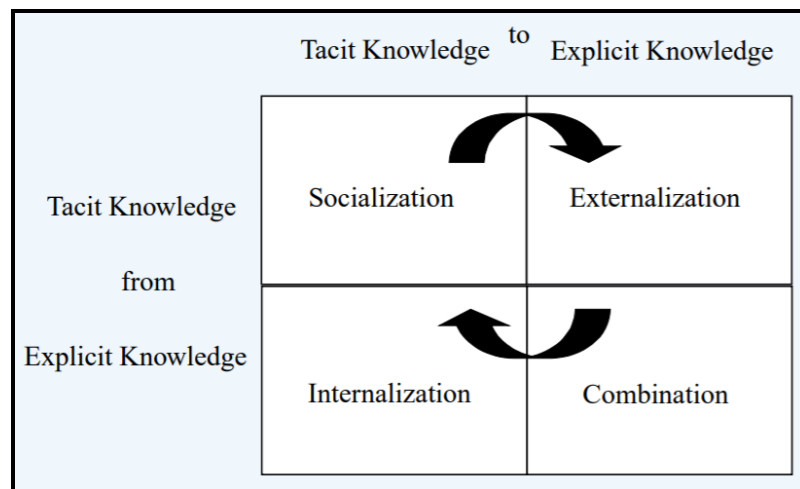 Tacit Knowledge to Explicit Knowledge
Socialization Externalization
Tacit Knowledge
from
Explicit Knowledge
Internalization Combination